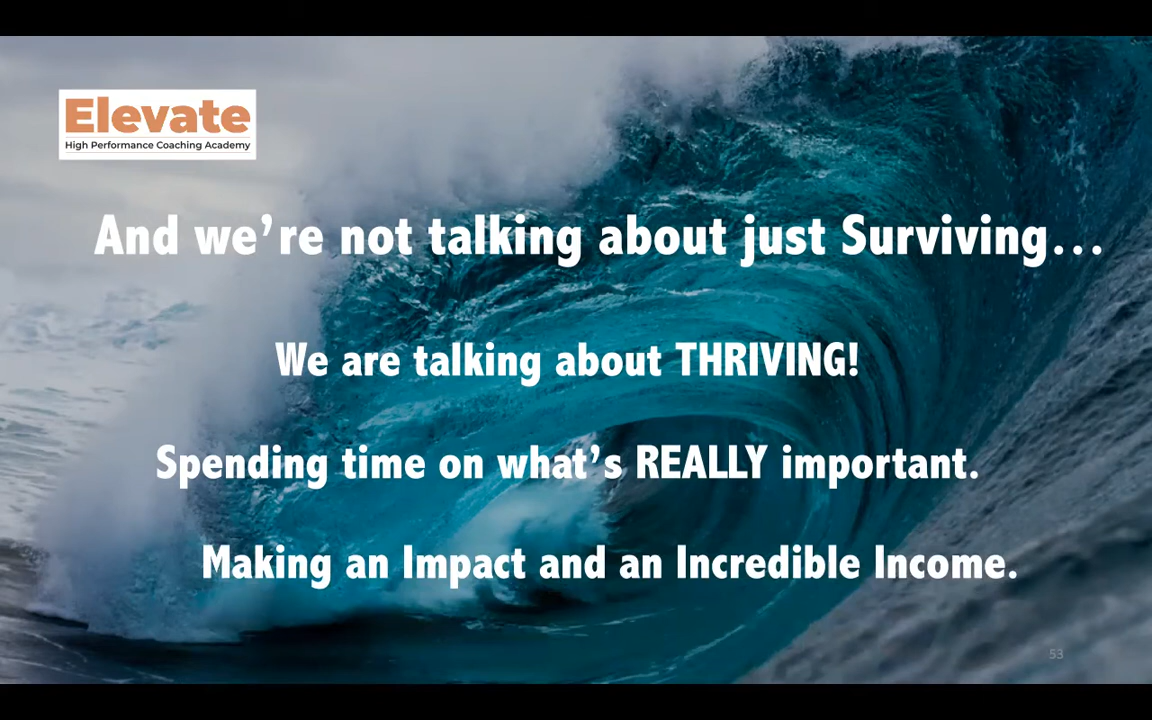 Elevate
High Performance Coaching Academy
And we’re not talking about just Surviving…
We are talking about THRIVING!
Spending time on what’s REALLY important.
Making an Impact and an Incredible Income.
53